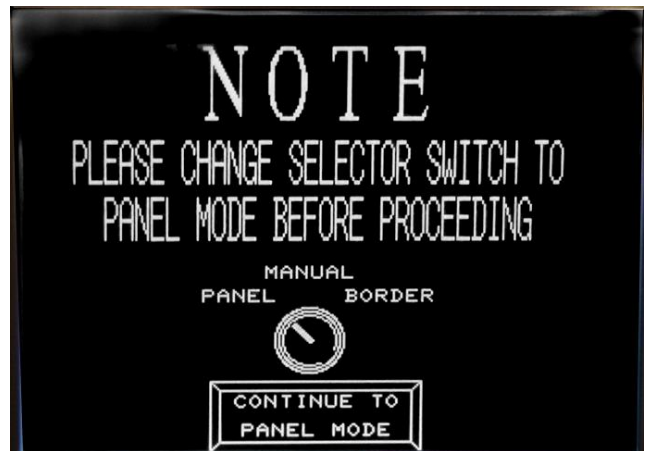 NOTE
PLEASE CHANGE SELECTOR SWITCH TO
PANEL MODE BEFORE PROCEEDING
MANUAL
PANEL BORDER
CONTINUE TO
PANEL MODE